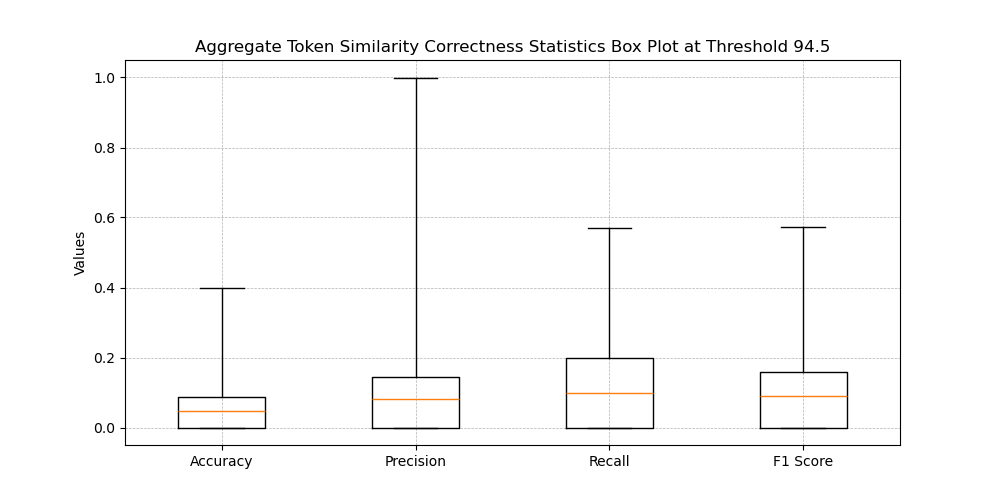 Aggregate Token Similarity Correctness Statistics Box Plot at Threshold 94.5
1.0
0.8
0.6
0.4
0.2
0.0
Values
Accuracy Precision Recall F1 Score